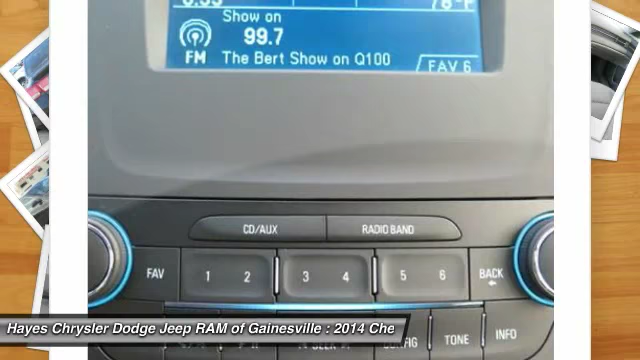 Show on
99.7
FM
The Bert Show on Q100
FAV 6
CD/AUX
RADIO BAND
FAV
1 2
3 4
5 6
BACK
CONFIG
TONE
INFO
Hayes Chrysler Dodge Jeep RAM of Gainesville : 2014 Che